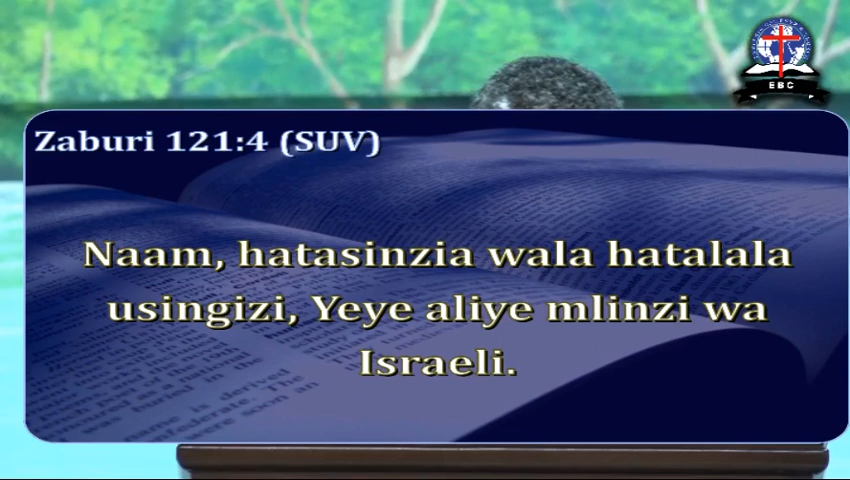 EBC
Zaburi 121:4 (SUV)
Naam, hatasinzia wala hatalala
usingizi, Yeye aliye mlinzi wa
Israeli.